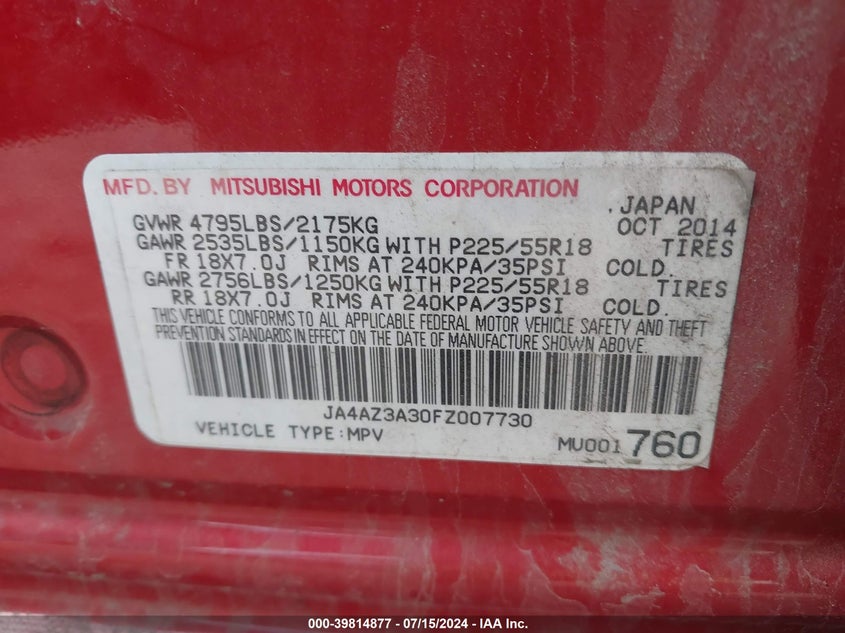 MFD. BY MITSUBISHI MOTORS CORPORATION
.JAPAN
GVWR 4795LBS/2175KG OCT 2014
GAWR 2535LBS/1150KG WITH P225/55R18 TIRES
FR 18X7.0J RIMS AT 240KPA/35PSI COLD.
GAWR 2756LBS/1250KG WITH P225/55R18 TIRES
RR 18X7.0J RIMS AT 240KPA/35PSI COLD.
THIS VEHICLE CONFORMS TO ALL APPLICABLE FEDERAL MOTOR VEHICLE SAFETY AND THEFT
PREVENTION STANDARDS IN EFFECT ON THE DATE OF MANUFACTURE SHOWN ABOVE.
JA4AZ3A30FZ007730
VEHICLE TYPE:MPV MU001760
000-39814877 - 07/15/2024 - IAA Inc.